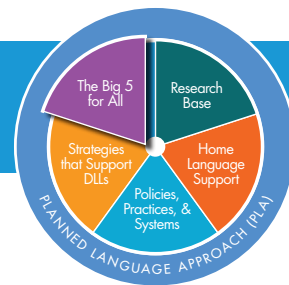 The Big 5
for All
Research
Base
Strategies
that Support
DLLs
Home
Language
Support
Policies,
Practices, &
Systems
PLANNED LANGUAGE APPROACH (PLA)